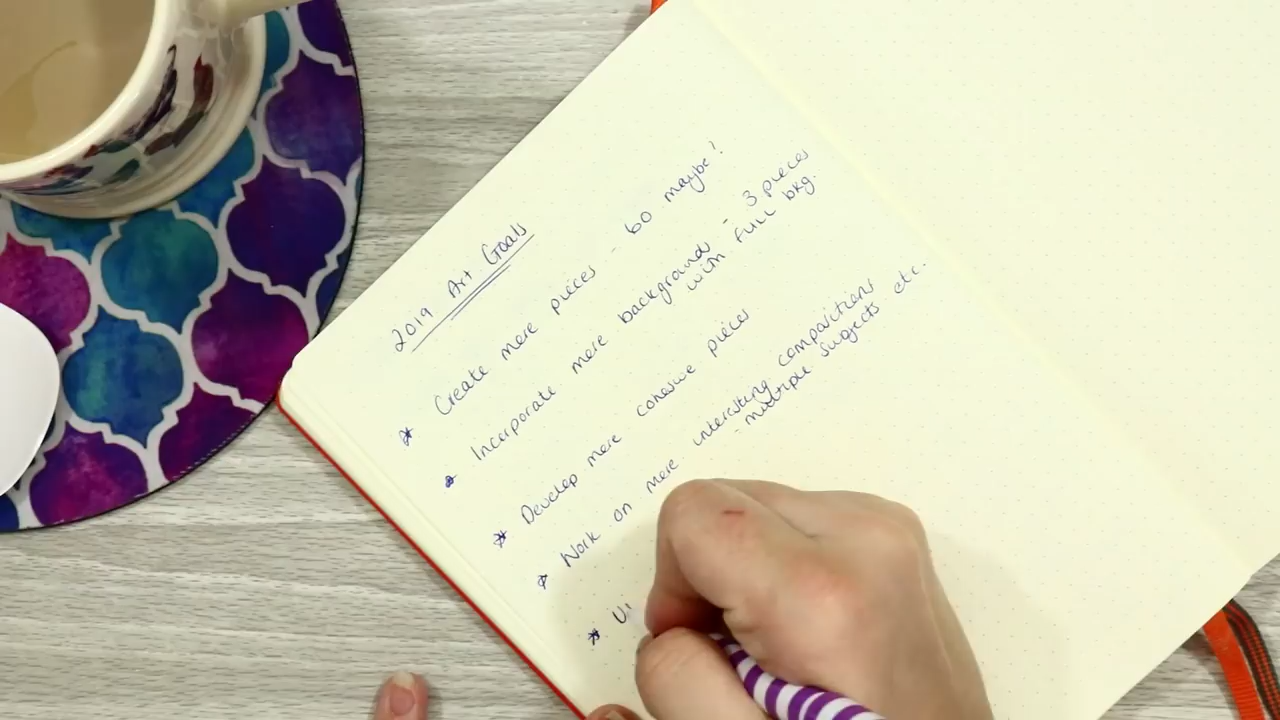 2019 Art Goals
* Create more pieces - 60 maybe?
* Incorporate more backgrounds - 3 pieces
with full bkg.
* Develop more cohesive pieces
* Work on more interesting compositions
- multiple subjects etc.
*